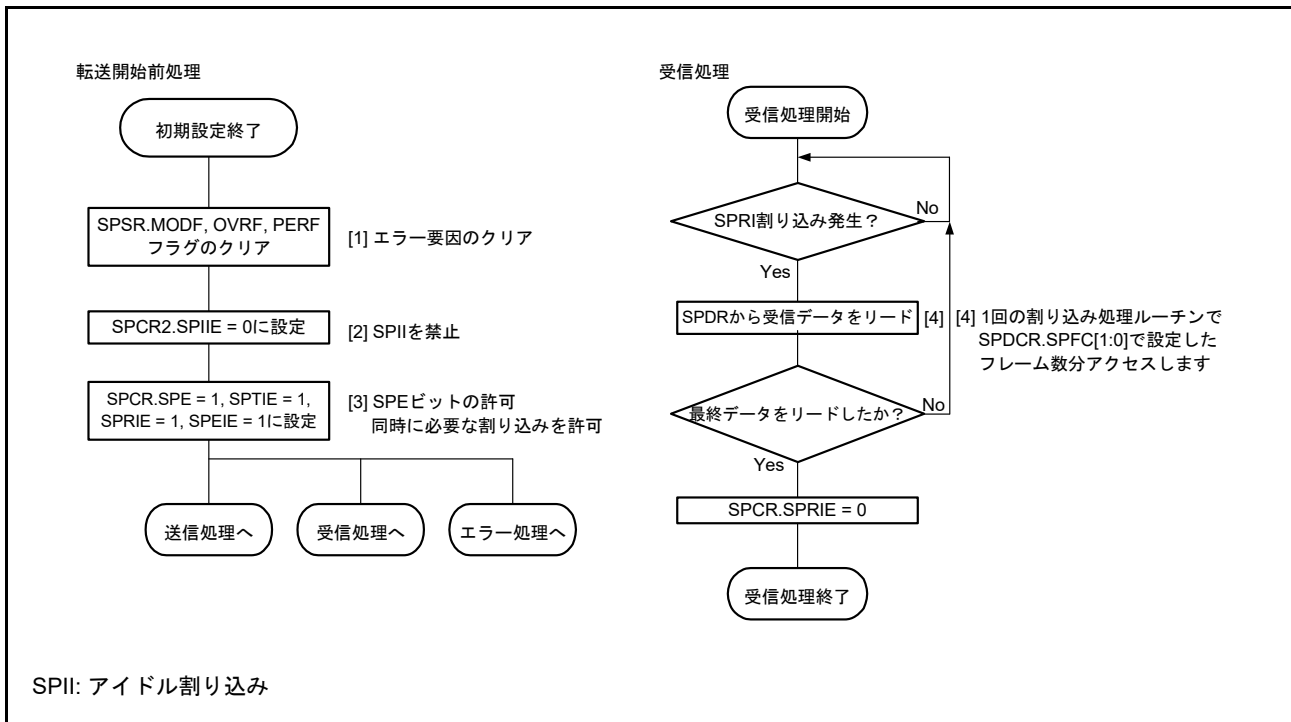 転送開始前処理
初期設定終了
SPSR.MODF, OVRF, PERF
フラグのクリア
[1] エラー要因のクリア
SPCR2.SPIIE = 0に設定
[2] SPIIを禁止
SPCR.SPE = 1, SPTIE = 1,
SPRIE = 1, SPEIE = 1に設定
[3] SPEビットの許可
同時に必要な割り込みを許可
送信処理へ
受信処理へ
エラー処理へ
受信処理
受信処理開始
SPRI割り込み発生？
No
Yes
SPDRから受信データをリード
[4]
[4] 1回の割り込み処理ルーチンで
SPDCR.SPFC[1:0]で設定した
フレーム数分アクセスします
最終データをリードしたか？
No
Yes
SPCR.SPRIE = 0
受信処理終了
SPII: アイドル割り込み